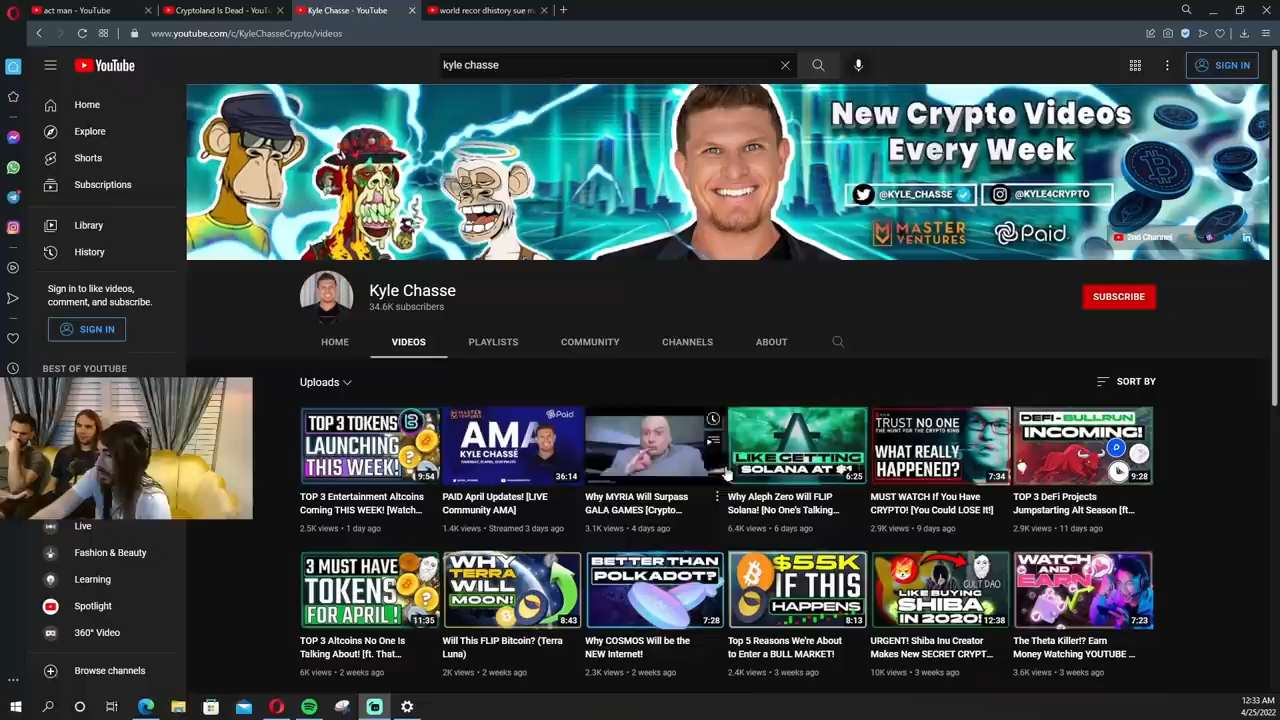 act man - YouTube
Cryptoland Is Dead - YouT
Kyle Chasse - YouTube
world recor dhistory sue m
www.youtube.com/c/KyleChasseCrypto/videos
YouTube
kyle chasse
SIGN IN
Home
Explore
Shorts
Subscriptions
Library
History
Sign in to like videos,
comment, and subscribe.
SIGN IN
BEST OF YOUTUBE
Live
Fashion & Beauty
Learning
Spotlight
360° Video
Browse channels
New Crypto Videos
Every Week
@KYLE_CHASSE
@KYLE4CRYPTO
MASTER
VENTURES
Paid
2nd Channel
Kyle Chasse
34.6K subscribers
SUBSCRIBE
HOME
VIDEOS
PLAYLISTS
COMMUNITY
CHANNELS
ABOUT
Uploads
SORT BY
TOP 3 TOKENS
LAUNCHING
THIS WEEK!
9:54
TOP 3 Entertainment Altcoins
Coming THIS WEEK! [Watch...
2.5K views • 1 day ago
MASTER
VENTURES
Paid
AMA
KYLE CHASSÉ
36:14
PAID April Updates! [LIVE
Community AMA]
1.4K views • Streamed 3 days ago
Why MYRIA Will Surpass
GALA GAMES [Crypto...
3.1K views • 4 days ago
LIKE GETTING
SOLANA AT $1
6:25
Why Aleph Zero Will FLIP
Solana! [No One's Talking...
6.4K views • 6 days ago
TRUST NO ONE
THE HUNT FOR THE CRYPTO KING
WHAT REALLY
HAPPENED?
7:34
MUST WATCH If You Have
CRYPTO! [You Could LOSE It!]
2.9K views • 9 days ago
DEFI - BULLRUN
INCOMING!
9:28
TOP 3 DeFi Projects
Jumpstarting Alt Season [ft...
2.9K views • 11 days ago
3 MUST HAVE
TOKENS
FOR APRIL!
11:35
TOP 3 Altcoins No One Is
Talking About! [ft. That...
6K views • 2 weeks ago
WHY
TERRA
WILL
MOON!
8:43
Will This FLIP Bitcoin? (Terra
Luna)
2K views • 2 weeks ago
BETTER THAN
POLKADOT?
7:28
Why COSMOS Will be the
NEW Internet!
2.3K views • 2 weeks ago
$55K
IF THIS
HAPPENS
8:13
Top 5 Reasons We're About
to Enter a BULL MARKET!
2.4K views • 3 weeks ago
CULT DAO
LIKE BUYING
SHIBA
IN 2020!
12:38
URGENT! Shiba Inu Creator
Makes New SECRET CRYPT...
10K views • 3 weeks ago
WATCH
AND
EARN
7:23
The Theta Killer!? Earn
Money Watching YOUTUBE ...
3.6K views • 3 weeks ago
12:33 AM
4/25/2022